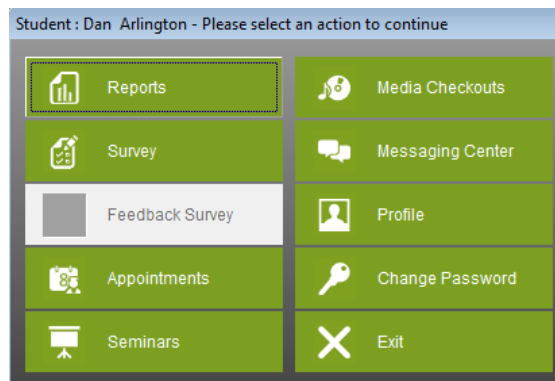 Student : Dan Arlington - Please select an action to continue
Reports
Media Checkouts
Survey
Messaging Center
Feedback Survey
Profile
Appointments
Change Password
Seminars
Exit